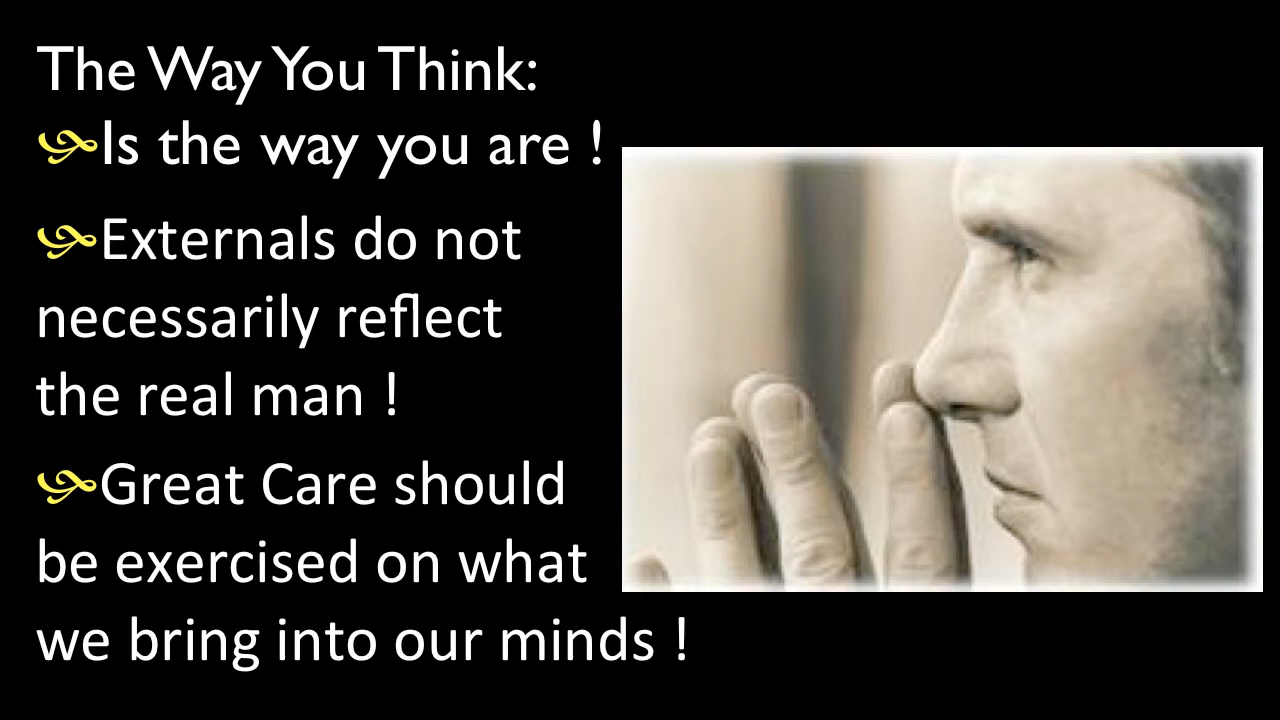 The Way You Think:
Is the way you are !
Externals do not
necessarily reflect
the real man !
Great Care should
be exercised on what
we bring into our minds !